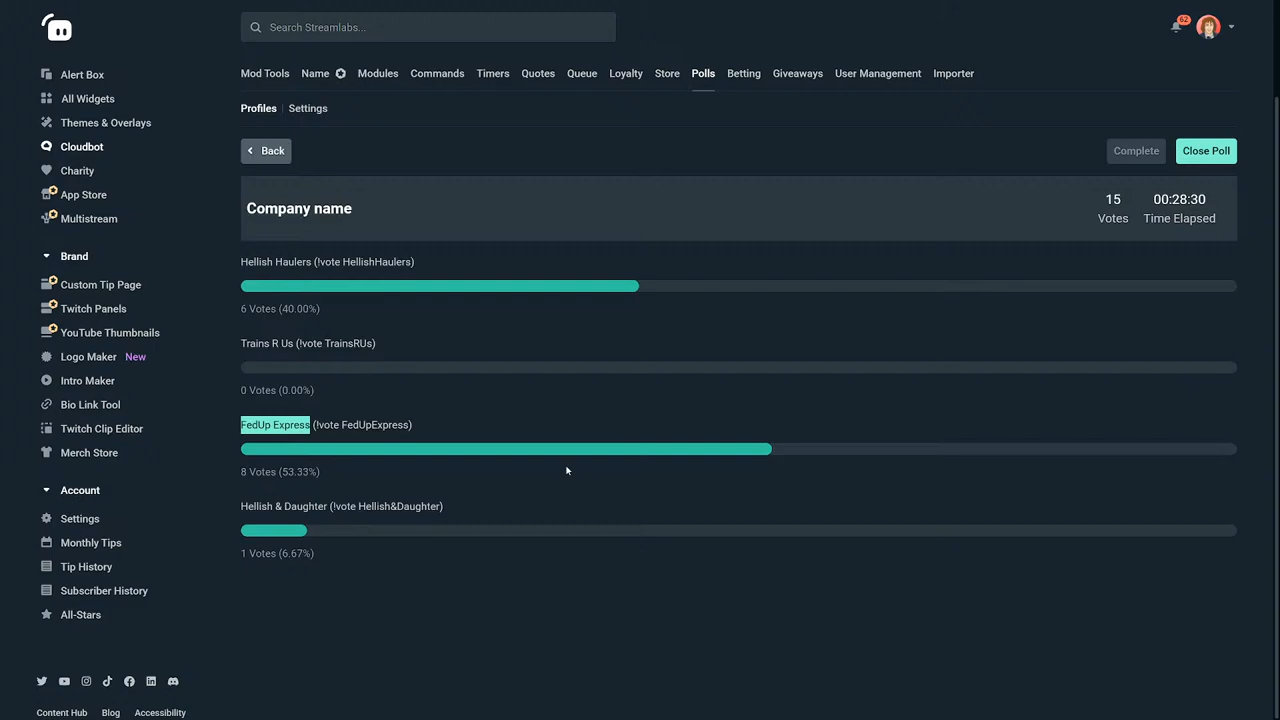 Search Streamlabs...
62
Alert Box
All Widgets
Themes & Overlays
Cloudbot
Charity
App Store
Multistream
Brand
Custom Tip Page
Twitch Panels
YouTube Thumbnails
Logo Maker New
Intro Maker
Bio Link Tool
Twitch Clip Editor
Merch Store
Account
Settings
Monthly Tips
Tip History
Subscriber History
All-Stars
Content Hub Blog Accessibility
Mod Tools Name Modules Commands Timers Quotes Queue Loyalty Store Polls Betting Giveaways User Management Importer
Profiles Settings
Back
Complete Close Poll
Company name
15 00:28:30
Votes Time Elapsed
Hellish Haulers (!vote HellishHaulers)
6 Votes (40.00%)
Trains R Us (!vote TrainsRUs)
0 Votes (0.00%)
FedUp Express (!vote FedUpExpress)
8 Votes (53.33%)
Hellish & Daughter (!vote Hellish&Daughter)
1 Votes (6.67%)